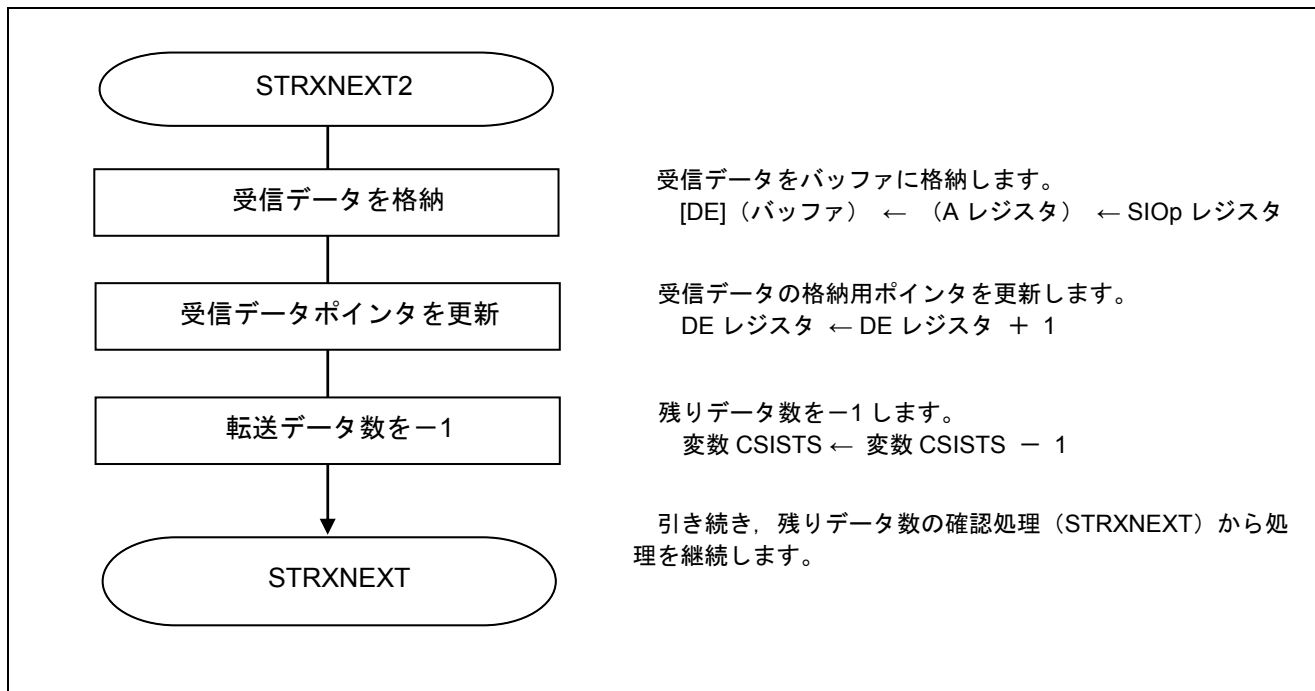 STRXNEXT2
受信データを格納
受信データをバッファに格納します。
[DE]（バッファ） ← （A レジスタ） ← SIOp レジスタ
受信データポインタを更新
受信データの格納用ポインタを更新します。
DE レジスタ ← DE レジスタ ＋ 1
転送データ数を－1
残りデータ数を－1 します。
変数 CSISTS ← 変数 CSISTS － 1
引き続き，残りデータ数の確認処理（STRXNEXT）から処
理を継続します。
STRXNEXT